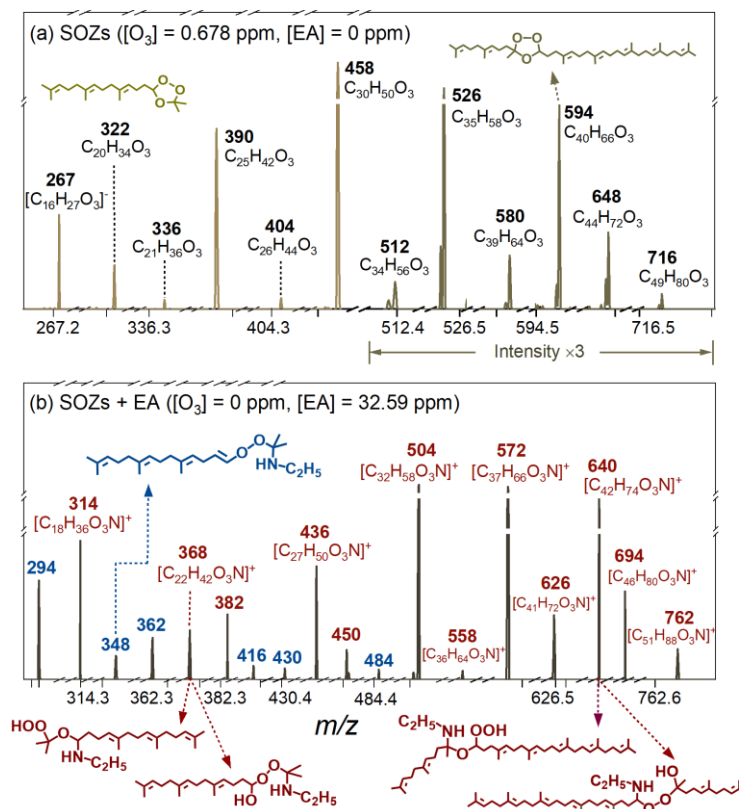 (a) SOZs ([O₃] = 0.678 ppm, [EA] = 0 ppm)
O
O
O
458
C₃₀H₅₀O₃
O
O
O
526
C₃₅H₅₈O₃
594
C₄₀H₆₆O₃
322
C₂₀H₃₄O₃
390
C₂₅H₄₂O₃
267
[C₁₆H₂₇O₃]⁻
336
C₂₁H₃₆O₃
404
C₂₆H₄₄O₃
512
C₃₄H₅₆O₃
580
C₃₉H₆₄O₃
648
C₄₄H₇₂O₃
716
C₄₉H₈₀O₃
267.2 336.3 404.3 512.4 526.5 594.5 716.5
Intensity ×3
(b) SOZs + EA ([O₃] = 0 ppm, [EA] = 32.59 ppm)
O
O
HN
C₂H₅
504
[C₃₂H₅₈O₃N]⁺
572
[C₃₇H₆₆O₃N]⁺
640
[C₄₂H₇₄O₃N]⁺
314
[C₁₈H₃₆O₃N]⁺
368
[C₂₂H₄₂O₃N]⁺
436
[C₂₇H₅₀O₃N]⁺
694
[C₄₆H₈₀O₃N]⁺
294
348
362
382
416
430
450
484
558
[C₃₆H₆₄O₃N]⁺
626
[C₄₁H₇₂O₃N]⁺
762
[C₅₁H₈₈O₃N]⁺
314.3 362.3 382.3 430.4 484.4 626.5 762.6
m/z
HOO
O
HN
C₂H₅
OH
O
O
HN
C₂H₅
C₂H₅
NH
OOH
O
C₂H₅
NH
HO
O
O